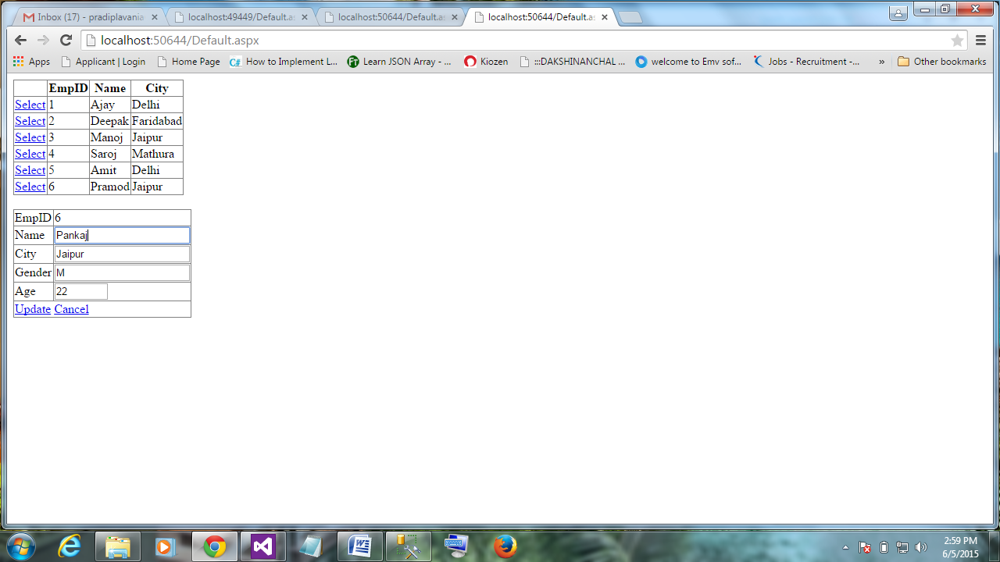 Inbox (17) - pradiplavania
localhost:49449/Default.as
localhost:50644/Default.as
localhost:50644/Default.as
localhost:50644/Default.aspx
Apps
Applicant | Login
Home Page
C# How to Implement L...
FT Learn JSON Array - ...
Kiozen
:::DAKSHINANCHAL ...
welcome to Emv sof...
Jobs - Recruitment -...
»
Other bookmarks
EmpID Name City
Select 1 Ajay Delhi
Select 2 Deepak Faridabad
Select 3 Manoj Jaipur
Select 4 Saroj Mathura
Select 5 Amit Delhi
Select 6 Pramod Jaipur
EmpID 6
Name Pankaj
City Jaipur
Gender M
Age 22
Update Cancel
2:59 PM
6/5/2015